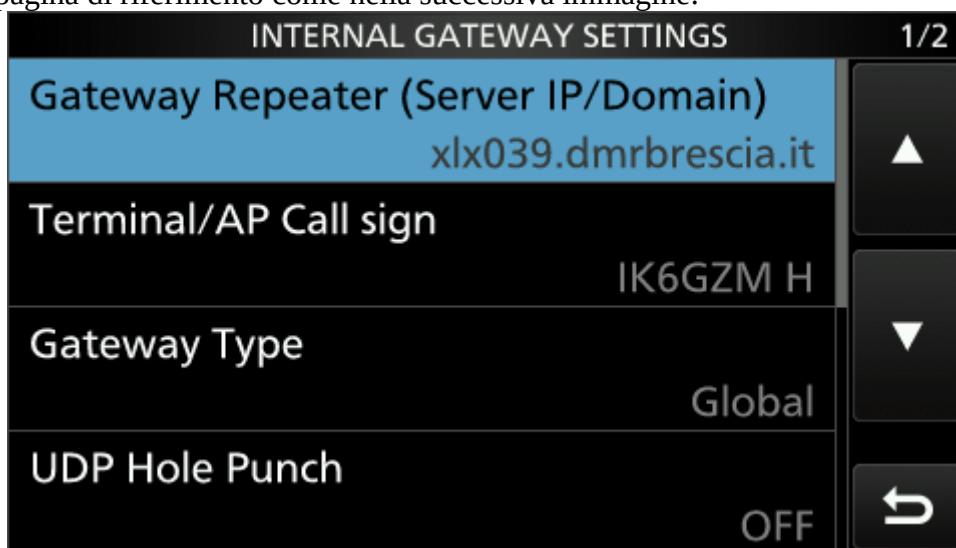 pagina di riferimento come nella successiva immagine.
INTERNAL GATEWAY SETTINGS 1/2
Gateway Repeater (Server IP/Domain)
xlx039.dmrbrescia.it
Terminal/AP Call sign
IK6GZM H
Gateway Type
Global
UDP Hole Punch
OFF